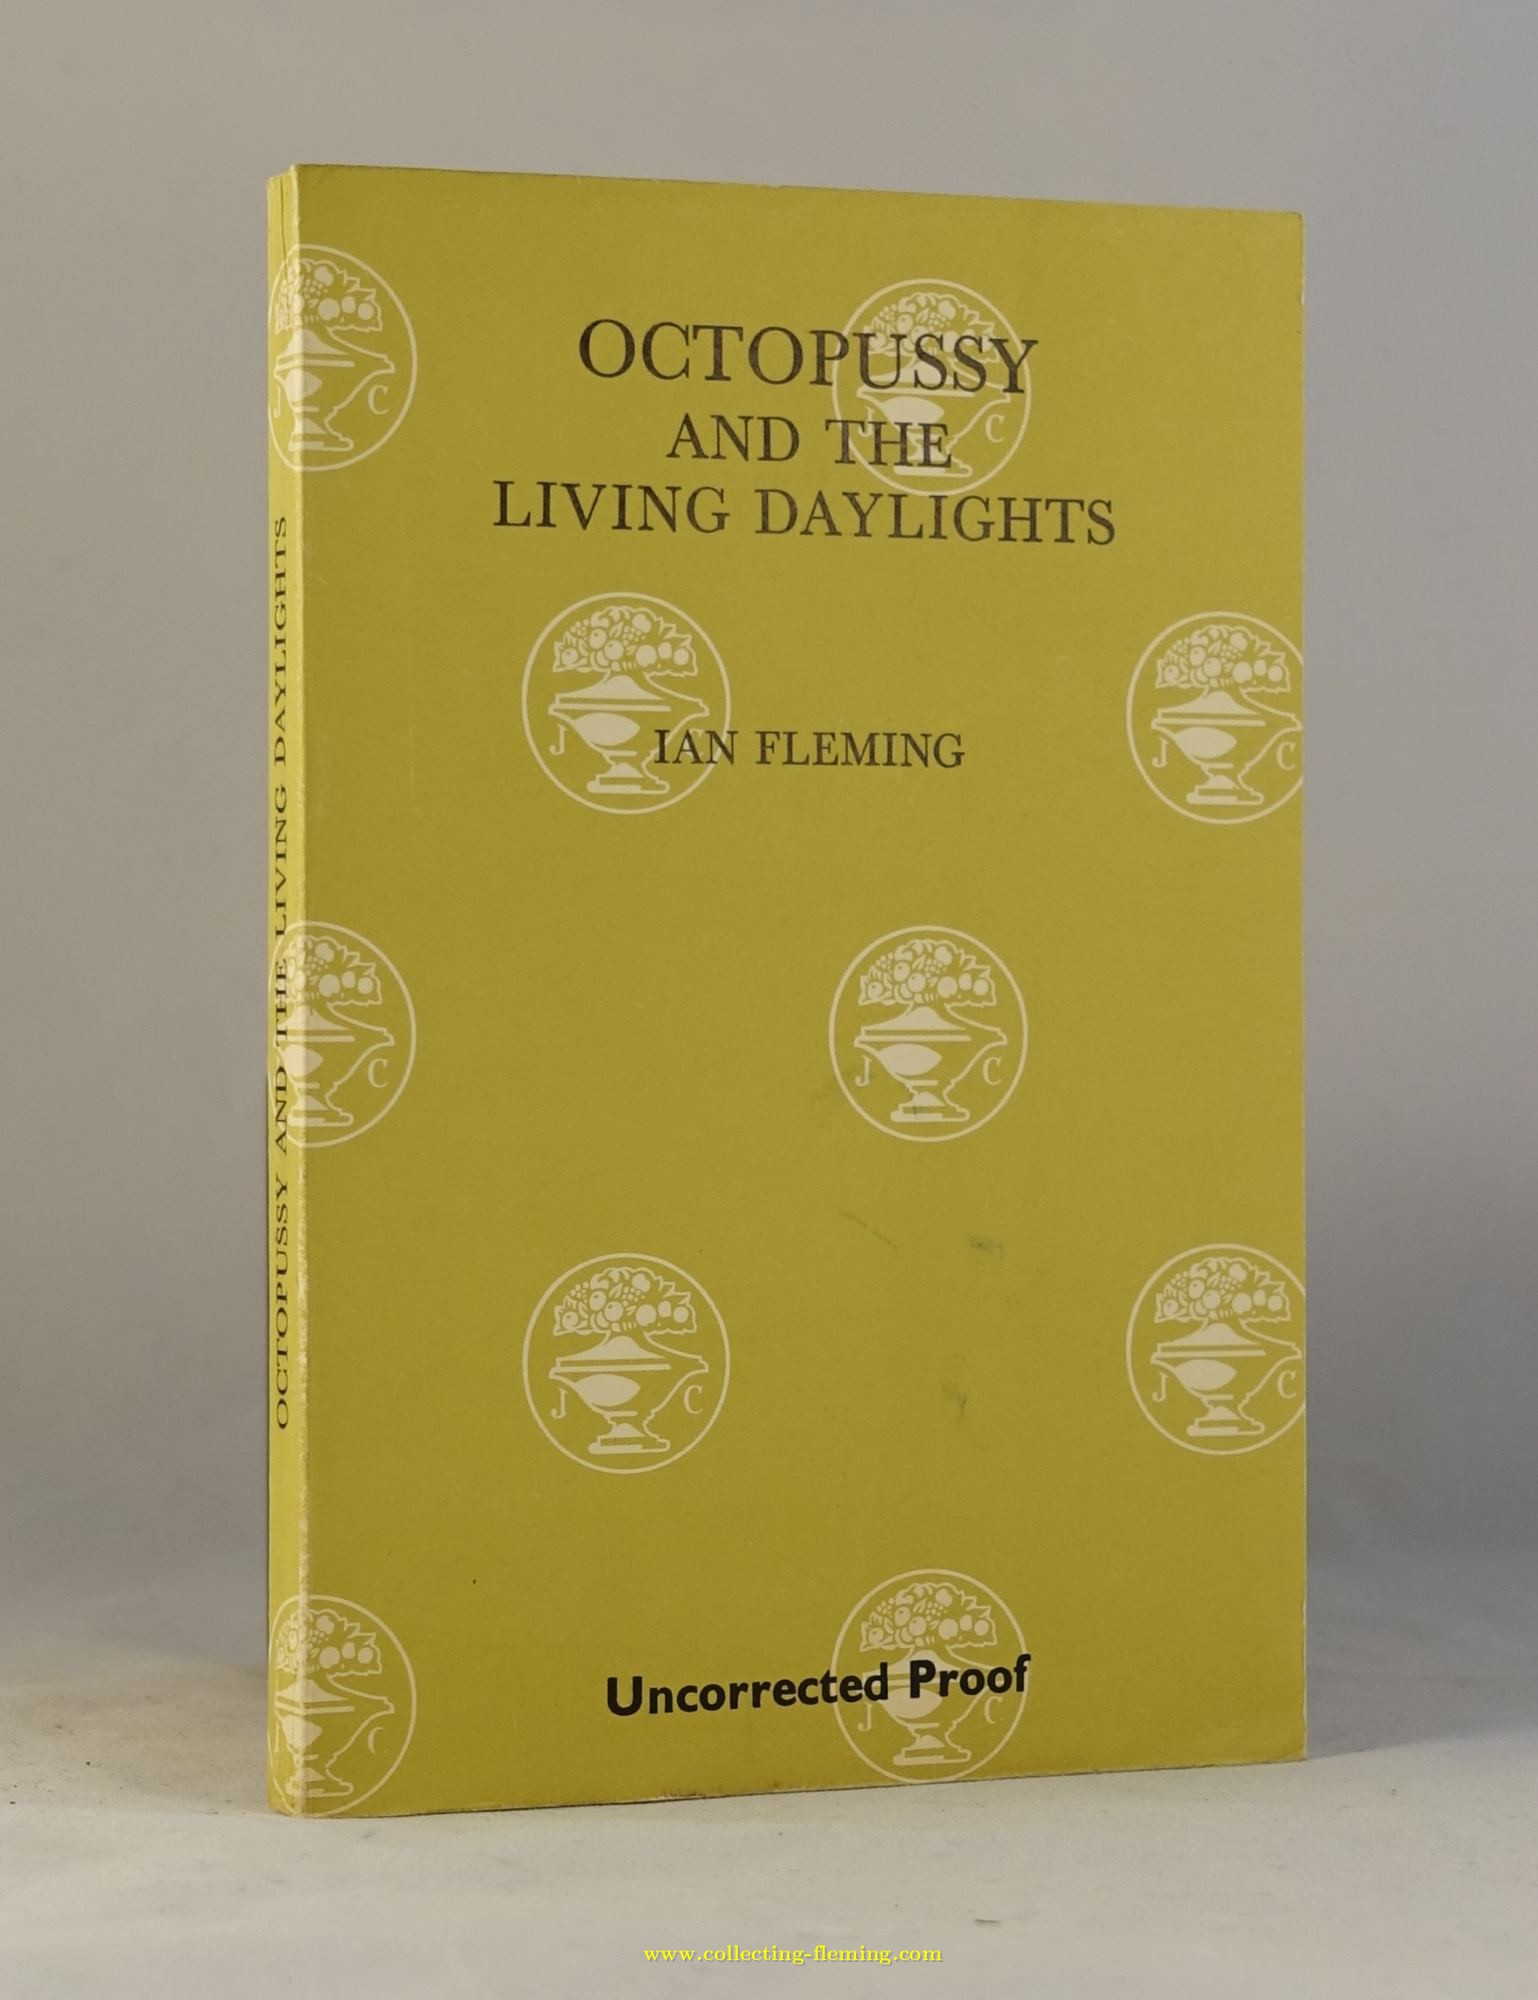 OCTOPUSSY
AND THE
LIVING DAYLIGHTS
IAN FLEMING
Uncorrected Proof
OCTOPUSSY AND THE LIVING DAYLIGHTS
C
J C
J C
J C
C
J C
J C
J C
C
J C
www.collecting-fleming.com